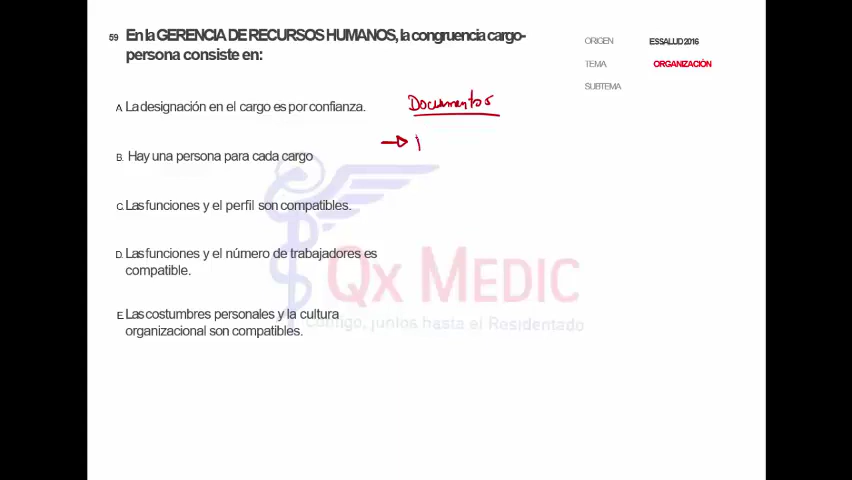 59 En la GERENCIA DE RECURSOS HUMANOS, la congruencia cargo-
persona consiste en:
ORIGEN ESSALUD 2016
TEMA ORGANIZACIÓN
SUBTEMA
A. La designación en el cargo es por confianza.
Documentos
B. Hay una persona para cada cargo
C. Las funciones y el perfil son compatibles.
D. Las funciones y el número de trabajadores es
compatible.
E. Las costumbres personales y la cultura
organizacional son compatibles.
Qx MEDIC
Contigo, juntos hasta el Residentado